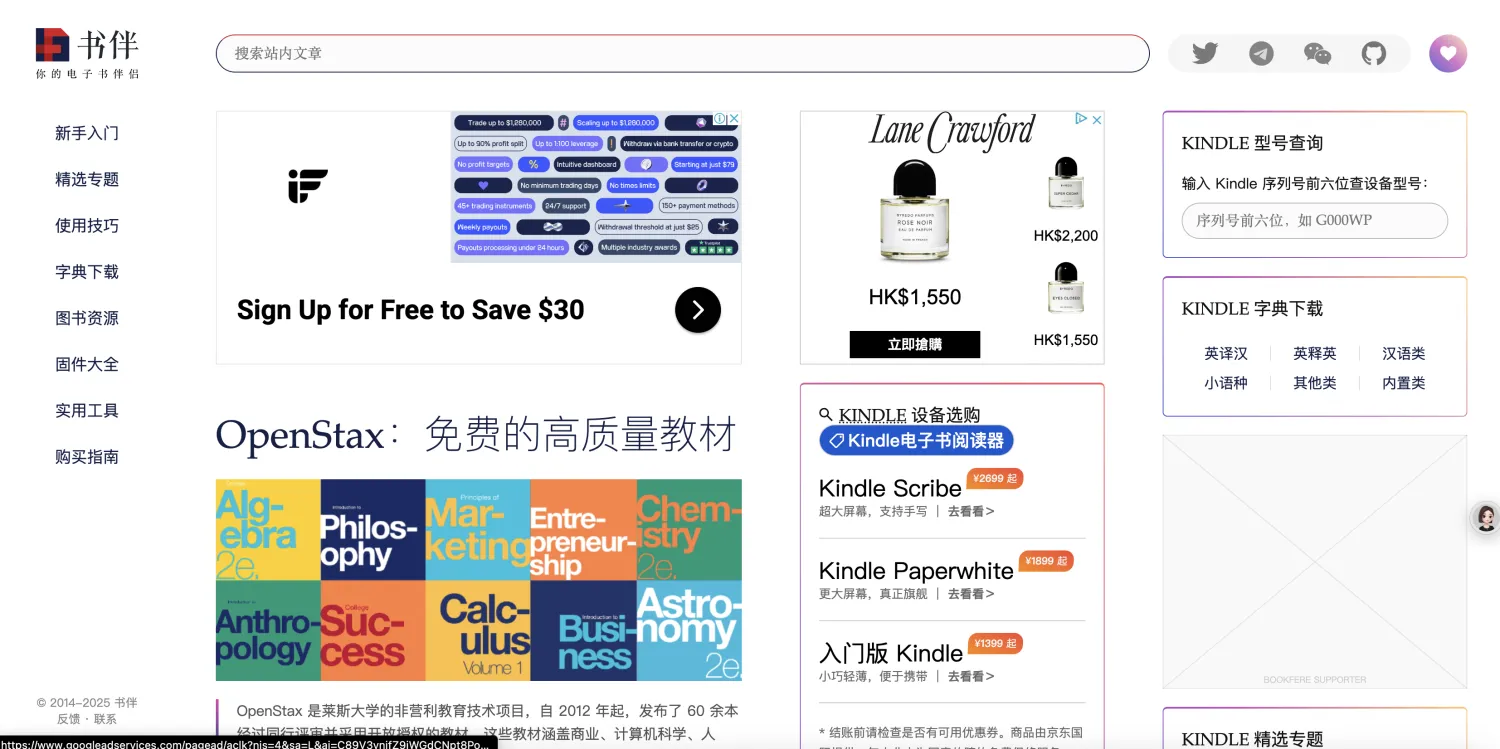 书伴
你的电子书伴侣
搜索站内文章
新手入门
精选专题
使用技巧
字典下载
图书资源
固件大全
实用工具
购买指南
© 2014–2025 书伴
反馈 · 联系
Trade up to $1,280,000
#
Scaling up to $1,280,000
Up to 90% profit split
Up to 1:100 leverage
!
Withdraw via bank transfer or crypto
No profit targets
%
Intuitive dashboard
Starting at just $79
No minimum trading days
No times limits
45+ trading instruments
24/7 support
150+ payment methods
Weekly payouts
Withdrawal threshold at just $25
Payouts processing under 24 hours
Multiple industry awards
Trustpilot
Sign Up for Free to Save $30
OpenStax：免费的高质量教材
Algebra 2e.
Introduction to Philosophy
Principles of Marketing
Entrepreneurship
Chemistry 2e.
Introduction to Anthropology
College Success
Calculus Volume 1
Introduction to Business
Astronomy 2e
OpenStax 是莱斯大学的非营利教育技术项目，自 2012 年起，发布了 60 余本
经过同行评审并采用开放授权的教材。这些教材涵盖商业、计算机科学、人
Lane Crawford
BYREDO PARFUMS
ROSE NOIR
EAU DE PARFUM
HK$1,550
立即搶購
SUPER CEDAR
HK$2,200
EYES CLOSED
HK$1,550
KINDLE 设备选购
Kindle电子书阅读器
Kindle Scribe
¥2699 起
超大屏幕，支持手写 | 去看看>
Kindle Paperwhite
¥1899 起
更大屏幕，真正旗舰 | 去看看>
入门版 Kindle
¥1399 起
小巧轻薄，便于携带 | 去看看>
* 结账前请检查是否有可用优惠券。商品由京东国
KINDLE 型号查询
输入 Kindle 序列号前六位查设备型号：
序列号前六位，如 G000WP
KINDLE 字典下载
英译汉
英释英
汉语类
小语种
其他类
内置类
BOOKFERE SUPPORTER
KINDLE 精选专题